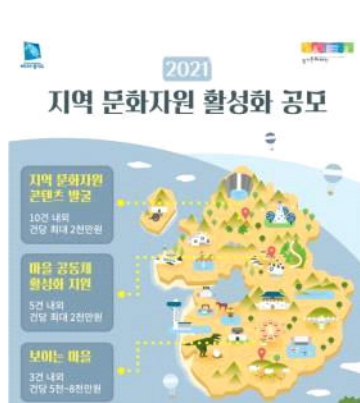 2021
지역 문화자원 활성화 공모
지역 문화자원
콘텐츠 발굴
10건 내외
건당 최대 2천만원
마을 공동체
활성화 지원
5건 내외
건당 최대 2천만원
보이는 마을
3건 내외
건당 5천~8천만원